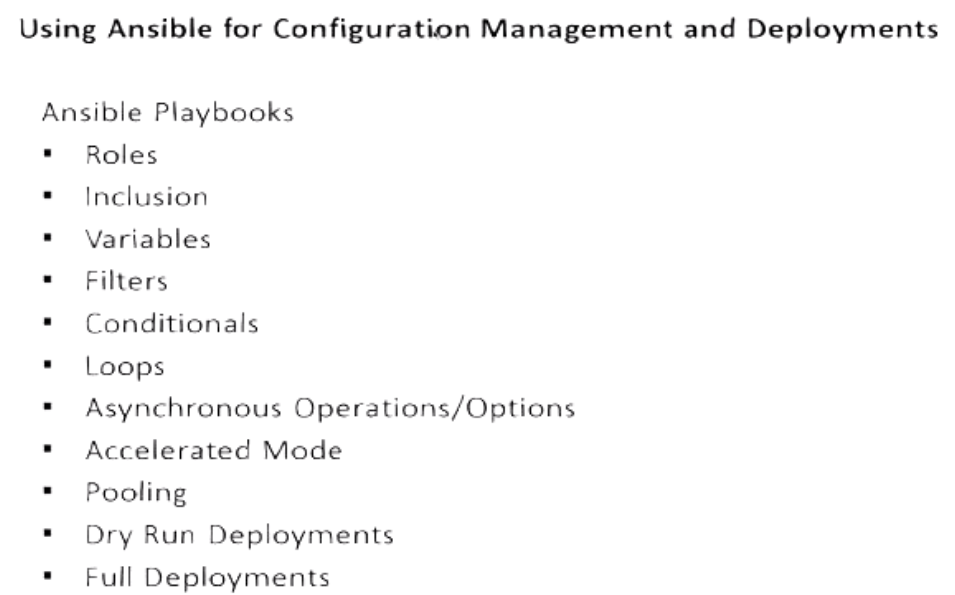 Using Ansible for Configuration Management and Deployments
Ansible Playbooks
▪ Roles
▪ Inclusion
▪ Variables
▪ Filters
▪ Conditionals
▪ Loops
▪ Asynchronous Operations/Options
▪ Accelerated Mode
▪ Pooling
▪ Dry Run Deployments
▪ Full Deployments